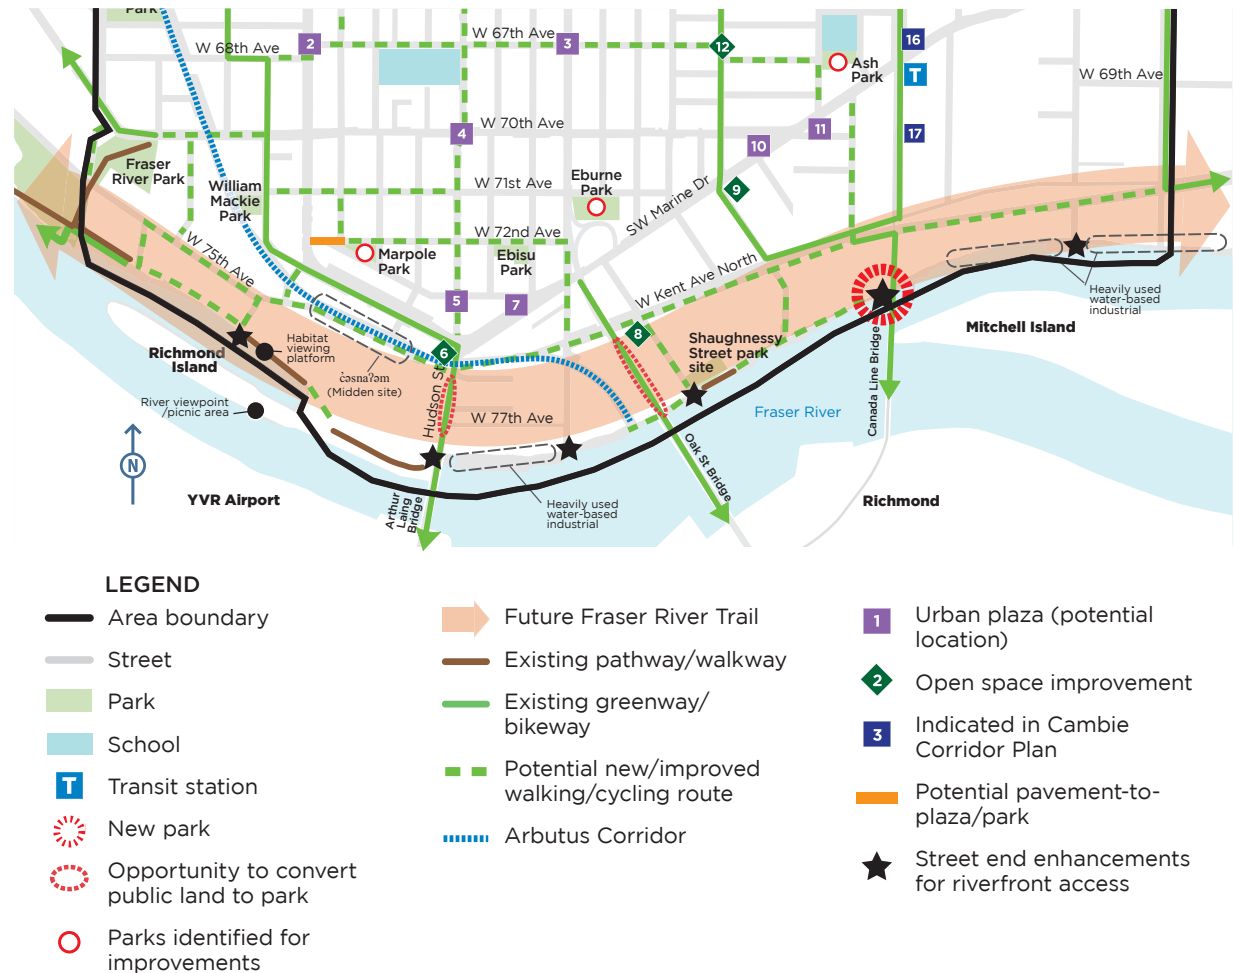 Park
W 67th Ave
W 68th Ave
2
3
12
16
T
Ash
Park
W 69th Ave
W 70th Ave
4
11
17
10
Fraser
River Park
William
Mackie
Park
W 71st Ave
Eburne
Park
9
SW Marine Dr
W 72nd Ave
W 75th Ave
Marpole
Park
Ebisu
Park
W Kent Ave North
5
7
8
6
Heavily used
water-based
industrial
Mitchell Island
Shaughnessy
Street park
site
Habitat
viewing
platform
Richmond
Island
c̓əsnaʔəm
(Midden site)
River viewpoint
/picnic area
Hudson St
W 77th Ave
Fraser River
Canada Line Bridge
Oak St Bridge
N
YVR Airport
Arthur
Laing
Bridge
Heavily used
water-based
industrial
Richmond
LEGEND
Area boundary
Street
Park
School
T
Transit station
New park
Opportunity to convert
public land to park
Parks identified for
improvements
Future Fraser River Trail
Existing pathway/walkway
Existing greenway/
bikeway
Potential new/improved
walking/cycling route
Arbutus Corridor
1
Urban plaza (potential
location)
2
Open space improvement
3
Indicated in Cambie
Corridor Plan
Potential pavement-to-
plaza/park
Street end enhancements
for riverfront access